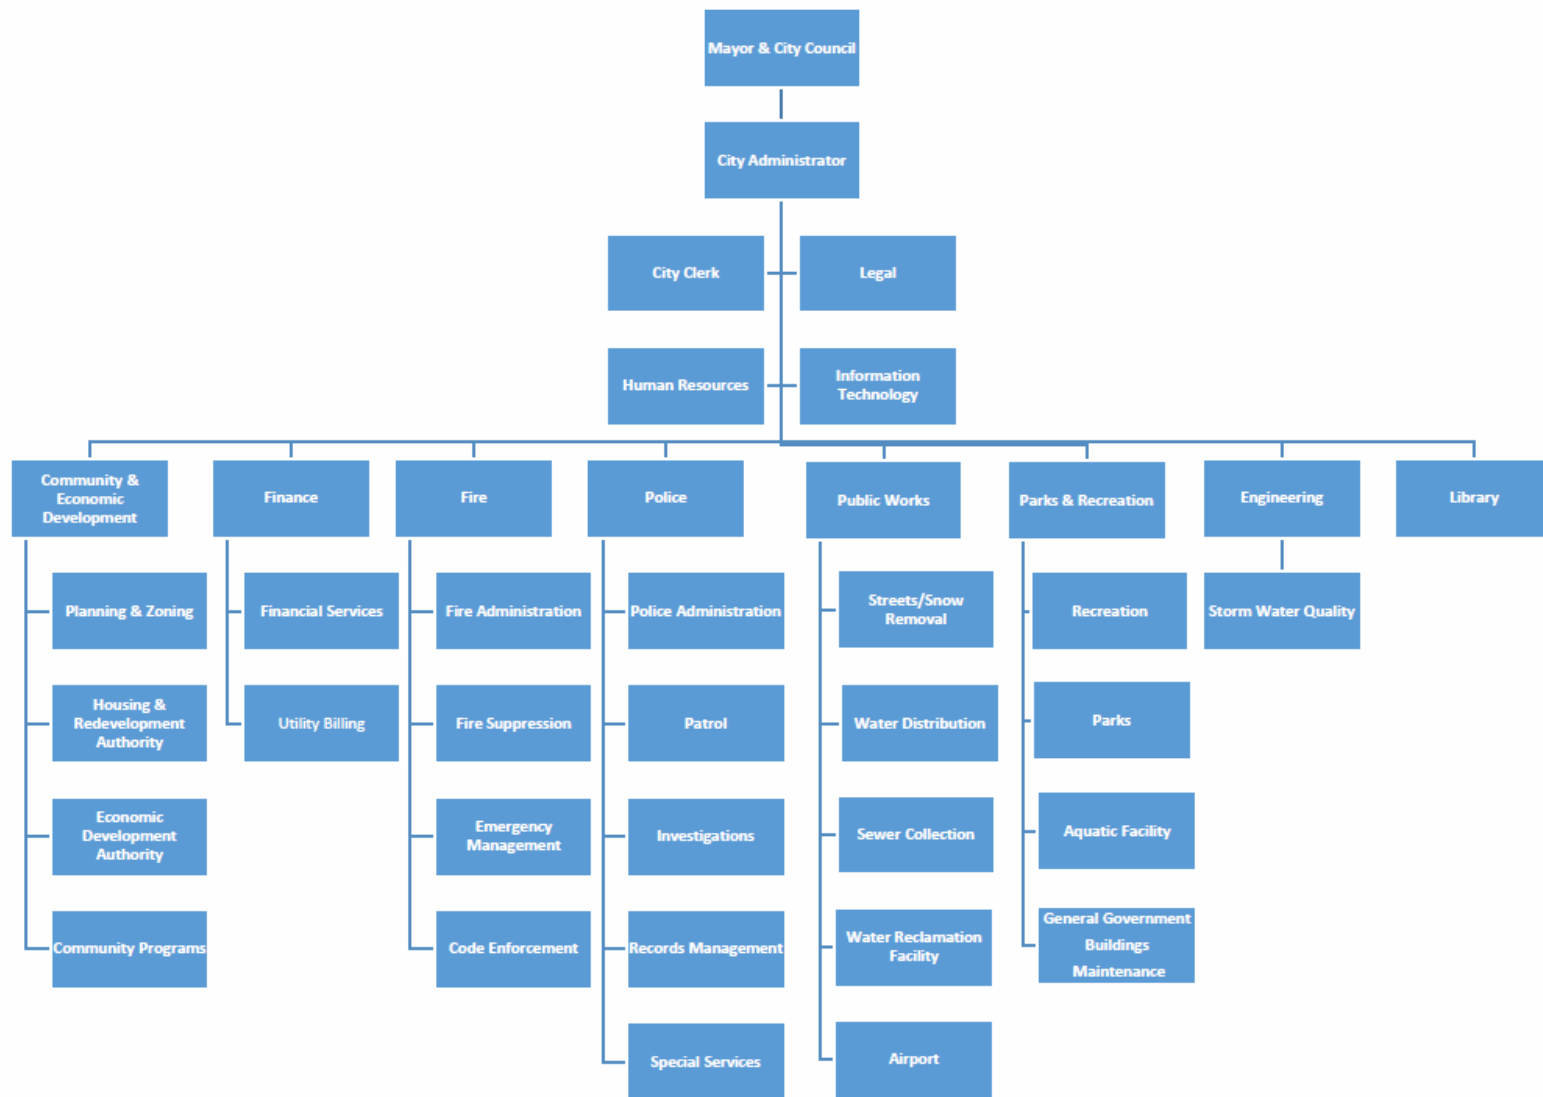 Mayor & City Council
City Administrator
City Clerk
Legal
Human Resources
Information
Technology
Community &
Economic
Development
Finance
Fire
Police
Public Works
Parks & Recreation
Engineering
Library
Planning & Zoning
Financial Services
Fire Administration
Police Administration
Streets/Snow
Removal
Recreation
Storm Water Quality
Housing &
Redevelopment
Authority
Utility Billing
Fire Suppression
Patrol
Water Distribution
Parks
Economic
Development
Authority
Emergency
Management
Investigations
Sewer Collection
Aquatic Facility
Community Programs
Code Enforcement
Records Management
Water Reclamation
Facility
General Government
Buildings
Maintenance
Special Services
Airport